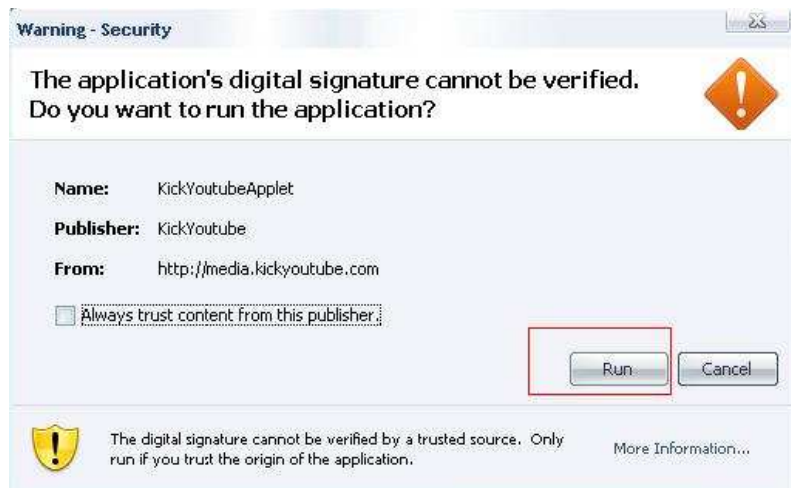 Warning - Security
The application's digital signature cannot be verified.
Do you want to run the application?
Name: KickYoutubeApplet
Publisher: KickYoutube
From: http://media.kickyoutube.com
Always trust content from this publisher.
Run Cancel
The digital signature cannot be verified by a trusted source. Only
run if you trust the origin of the application.
More Information...